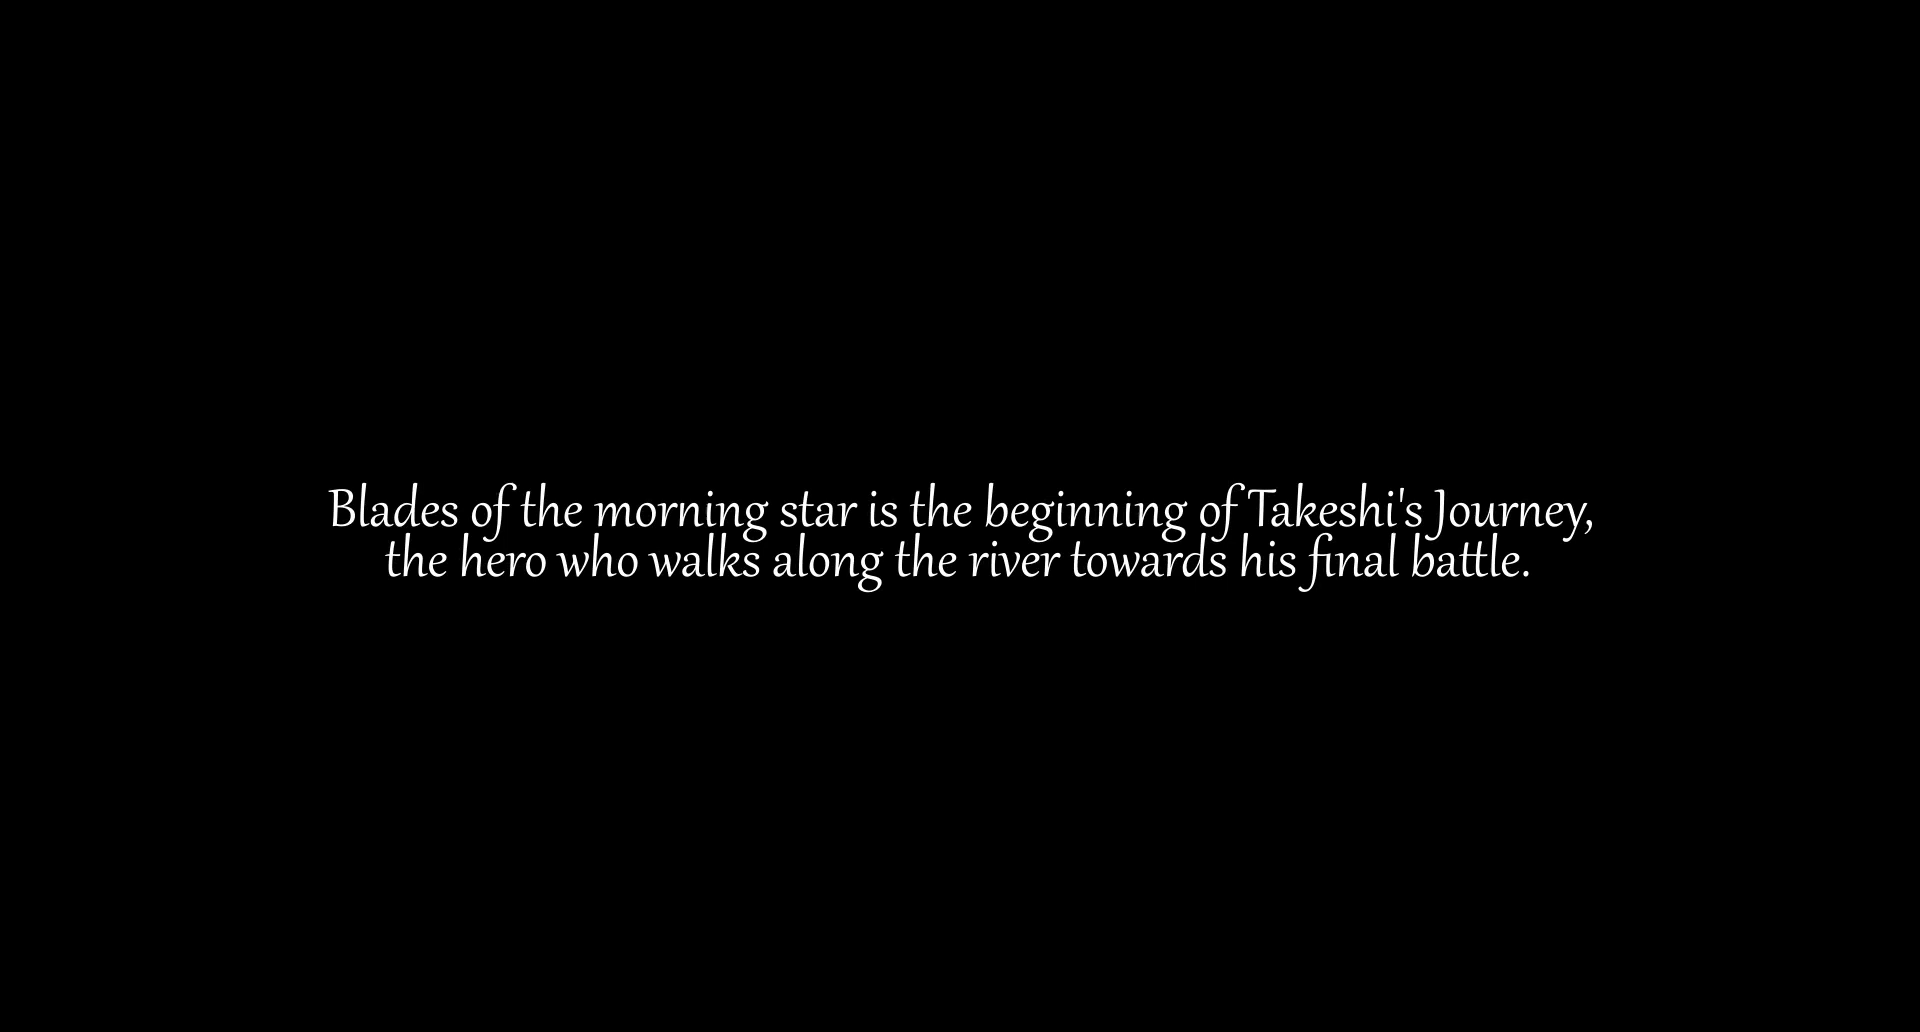 Blades of the morning star is the beginning of Takeshi's Journey,
the hero who walks along the river towards his final battle.